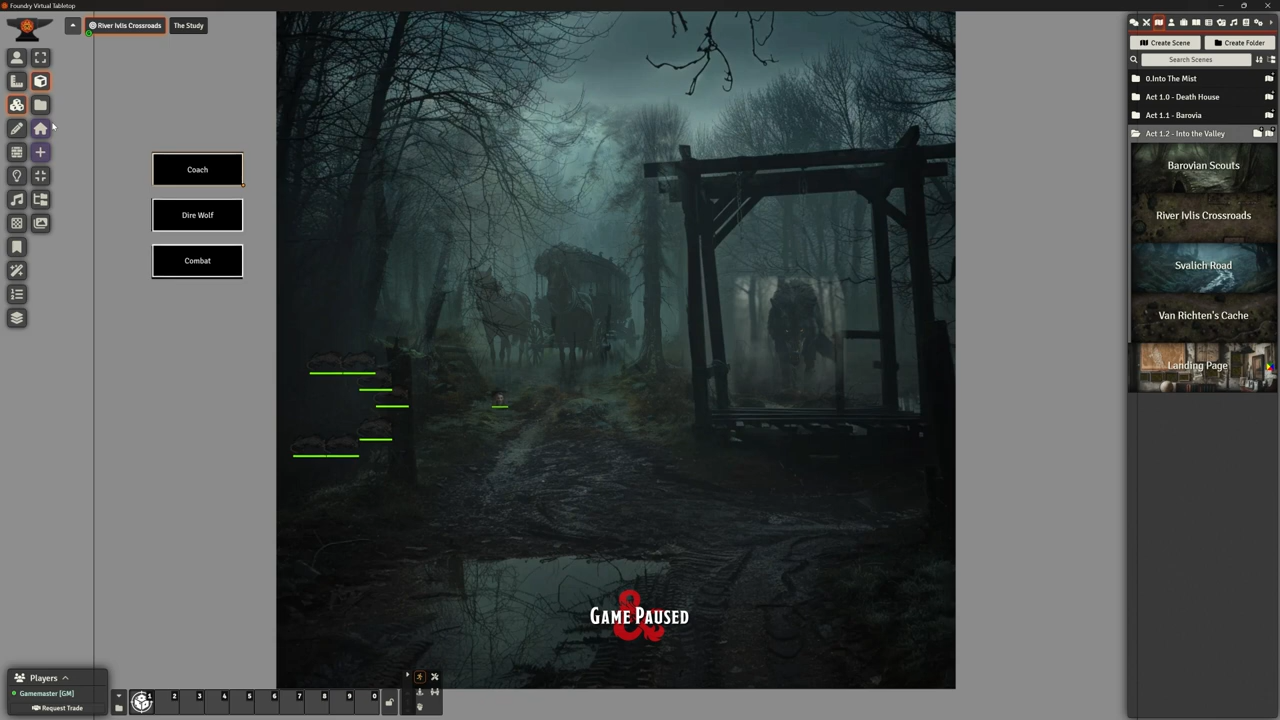 Foundry Virtual Tabletop
River Ivlis Crossroads
The Study
Create Scene
Create Folder
Search Scenes
0.Into The Mist
Act 1.0 - Death House
Act 1.1 - Barovia
Act 1.2 - Into the Valley
Barovian Scouts
River Ivlis Crossroads
Svalich Road
Van Richten's Cache
Landing Page
Coach
Dire Wolf
Combat
Game Paused
Players
Gamemaster [GM]
Request Trade
1 2 3 4 5 6 7 8 9 0